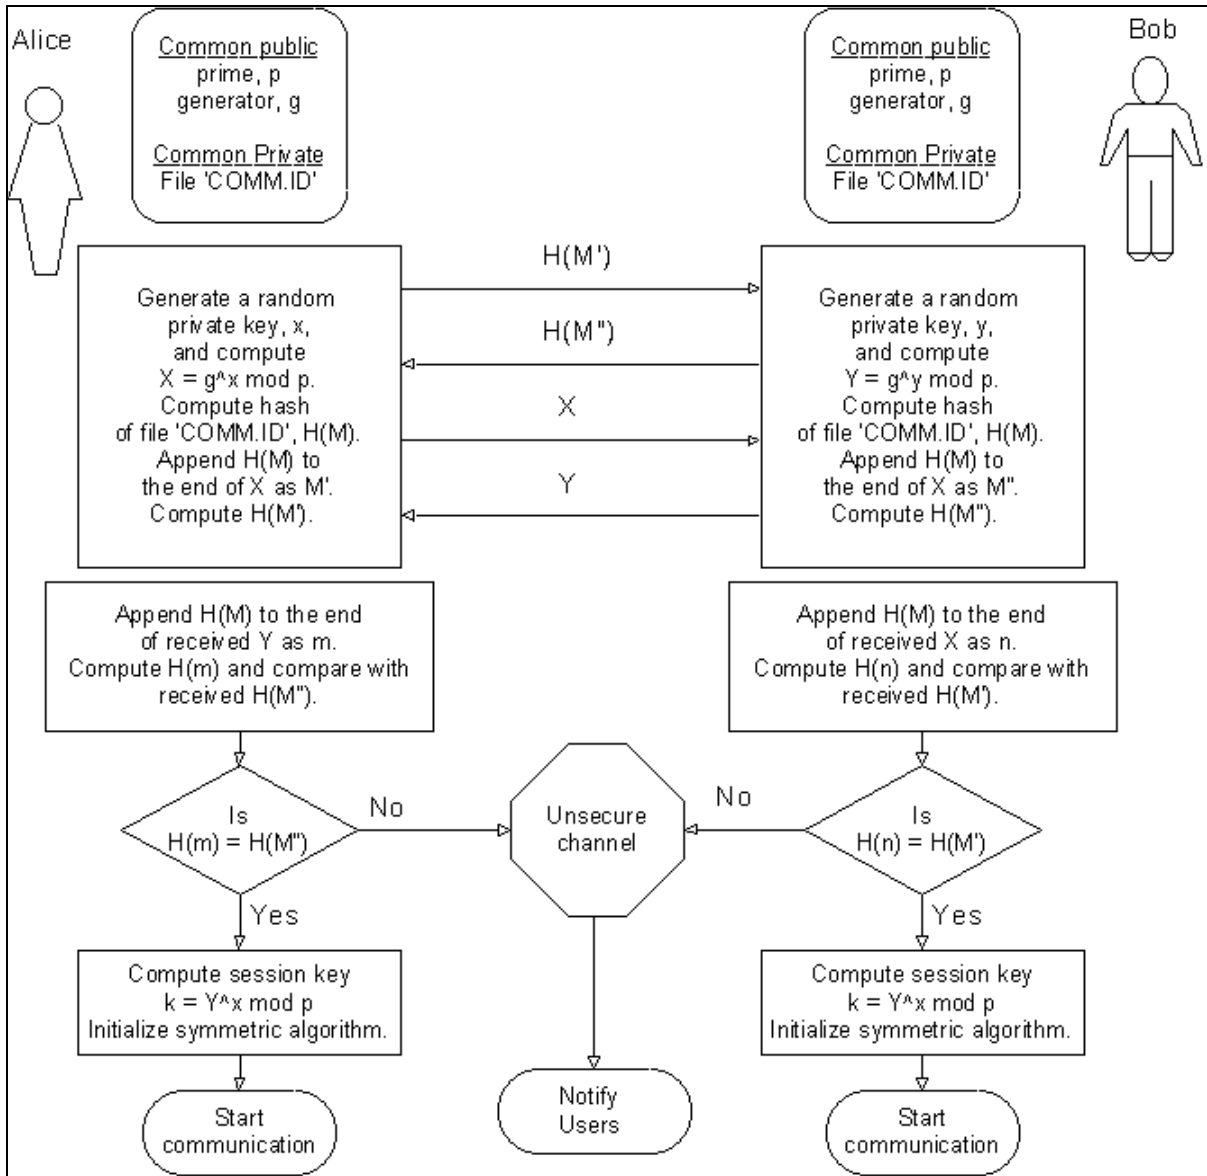 Alice
Common public
prime, p
generator, g
Common Private
File 'COMM.ID'
Common public
prime, p
generator, g
Common Private
File 'COMM.ID'
Bob
Generate a random
private key, x,
and compute
X = g^x mod p.
Compute hash
of file 'COMM.ID', H(M).
Append H(M) to
the end of X as M'.
Compute H(M').
H(M')
H(M'')
X
Y
Generate a random
private key, y,
and compute
Y = g^y mod p.
Compute hash
of file 'COMM.ID', H(M).
Append H(M) to
the end of X as M''.
Compute H(M'').
Append H(M) to the end
of received Y as m.
Compute H(m) and compare with
received H(M'').
Append H(M) to the end
of received X as n.
Compute H(n) and compare with
received H(M').
Is
H(m) = H(M'')
No
Unsecure
channel
No
Is
H(n) = H(M')
Yes
Yes
Compute session key
k = Y^x mod p
Initialize symmetric algorithm.
Compute session key
k = Y^x mod p
Initialize symmetric algorithm.
Start
communication
Notify
Users
Start
communication